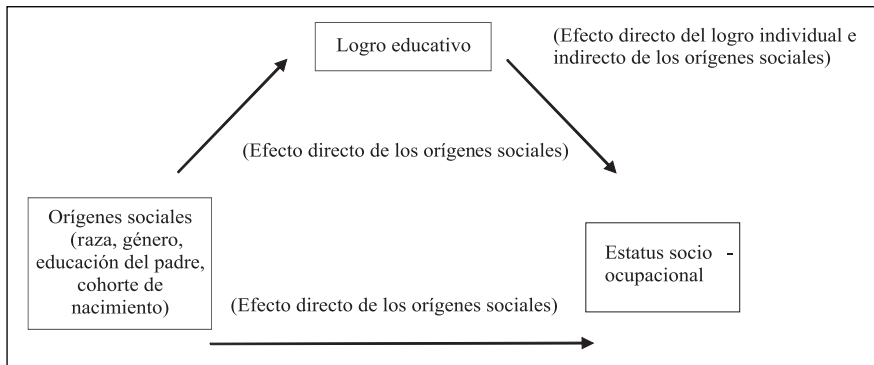 Logro educativo
(Efecto directo del logro individual e
indirecto de los orígenes sociales)
(Efecto directo de los orígenes sociales)
Orígenes sociales
(raza, género,
educación del padre,
cohorte de
nacimiento)
Estatus socio -
ocupacional
(Efecto directo de los orígenes sociales)